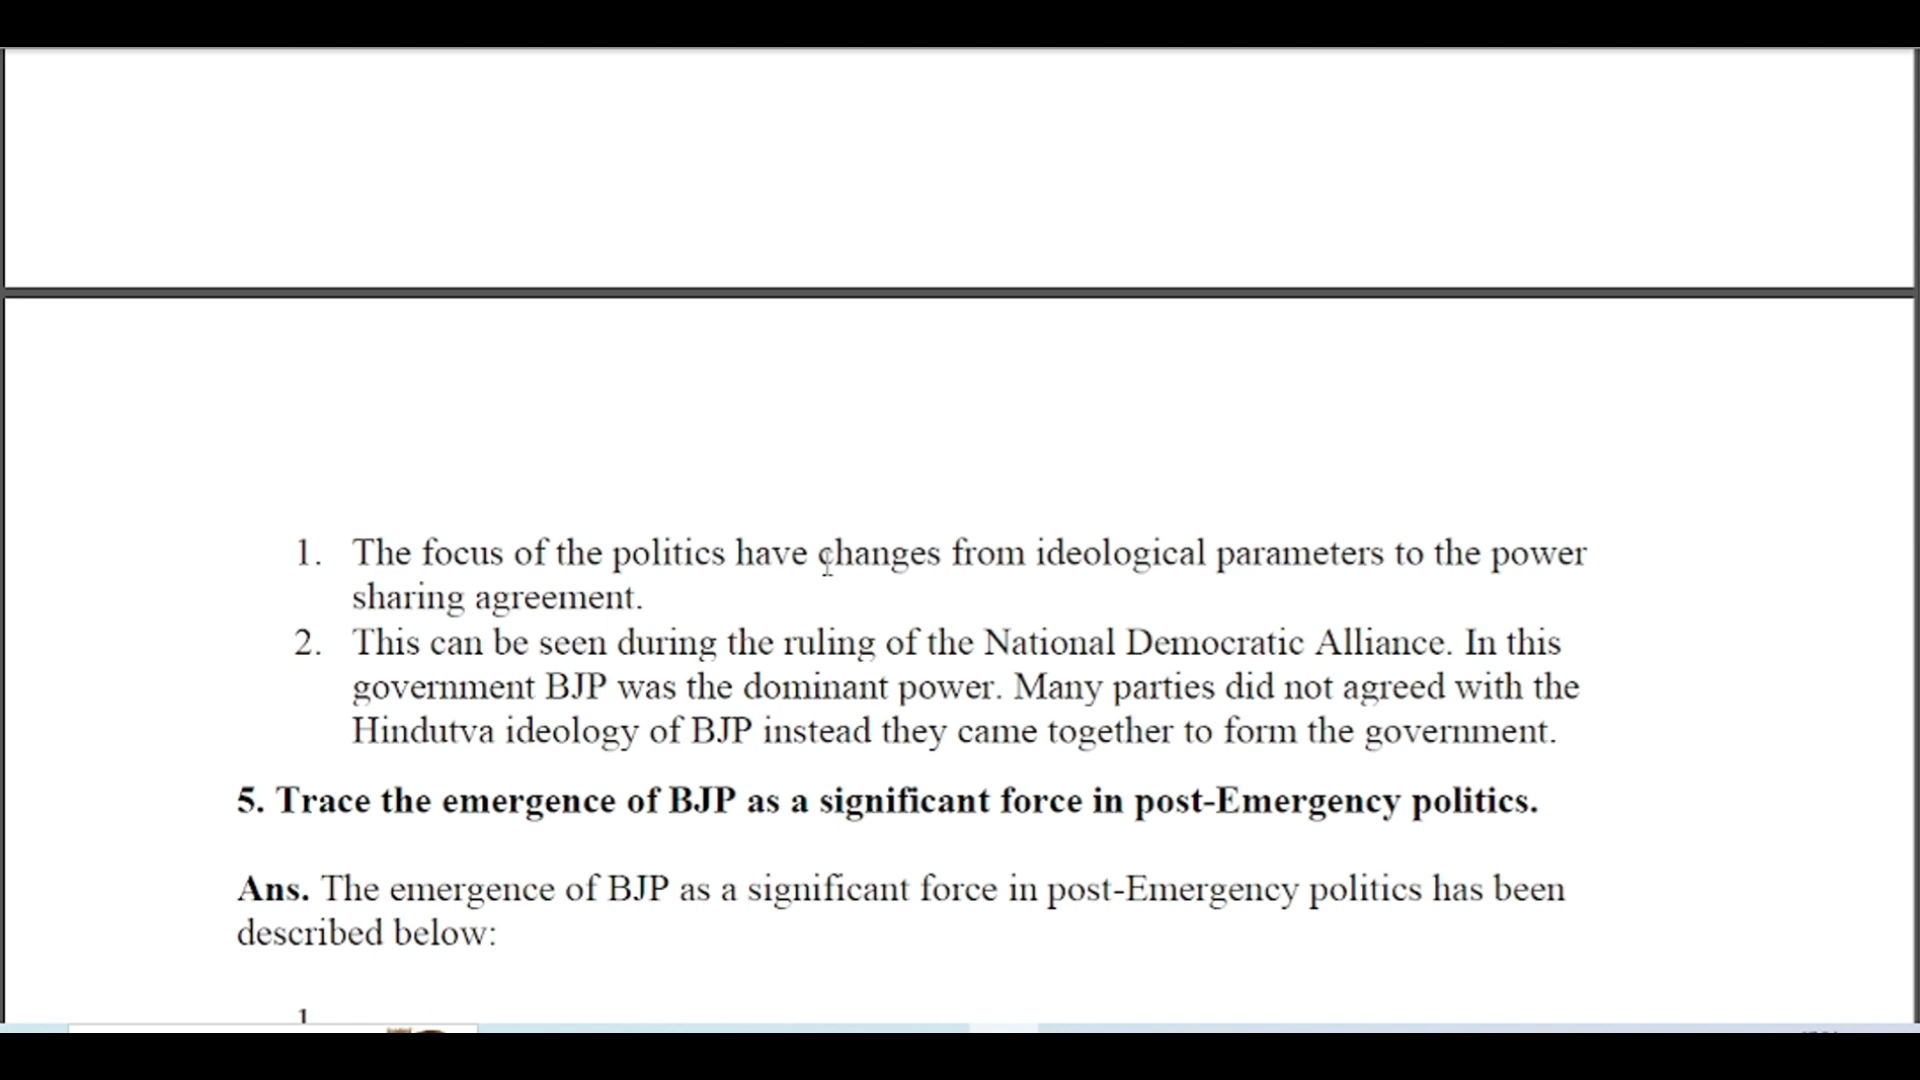 1. The focus of the politics have changes from ideological parameters to the power
sharing agreement.
2. This can be seen during the ruling of the National Democratic Alliance. In this
government BJP was the dominant power. Many parties did not agreed with the
Hindutva ideology of BJP instead they came together to form the government.
5. Trace the emergence of BJP as a significant force in post-Emergency politics.
Ans. The emergence of BJP as a significant force in post-Emergency politics has been
described below:
1